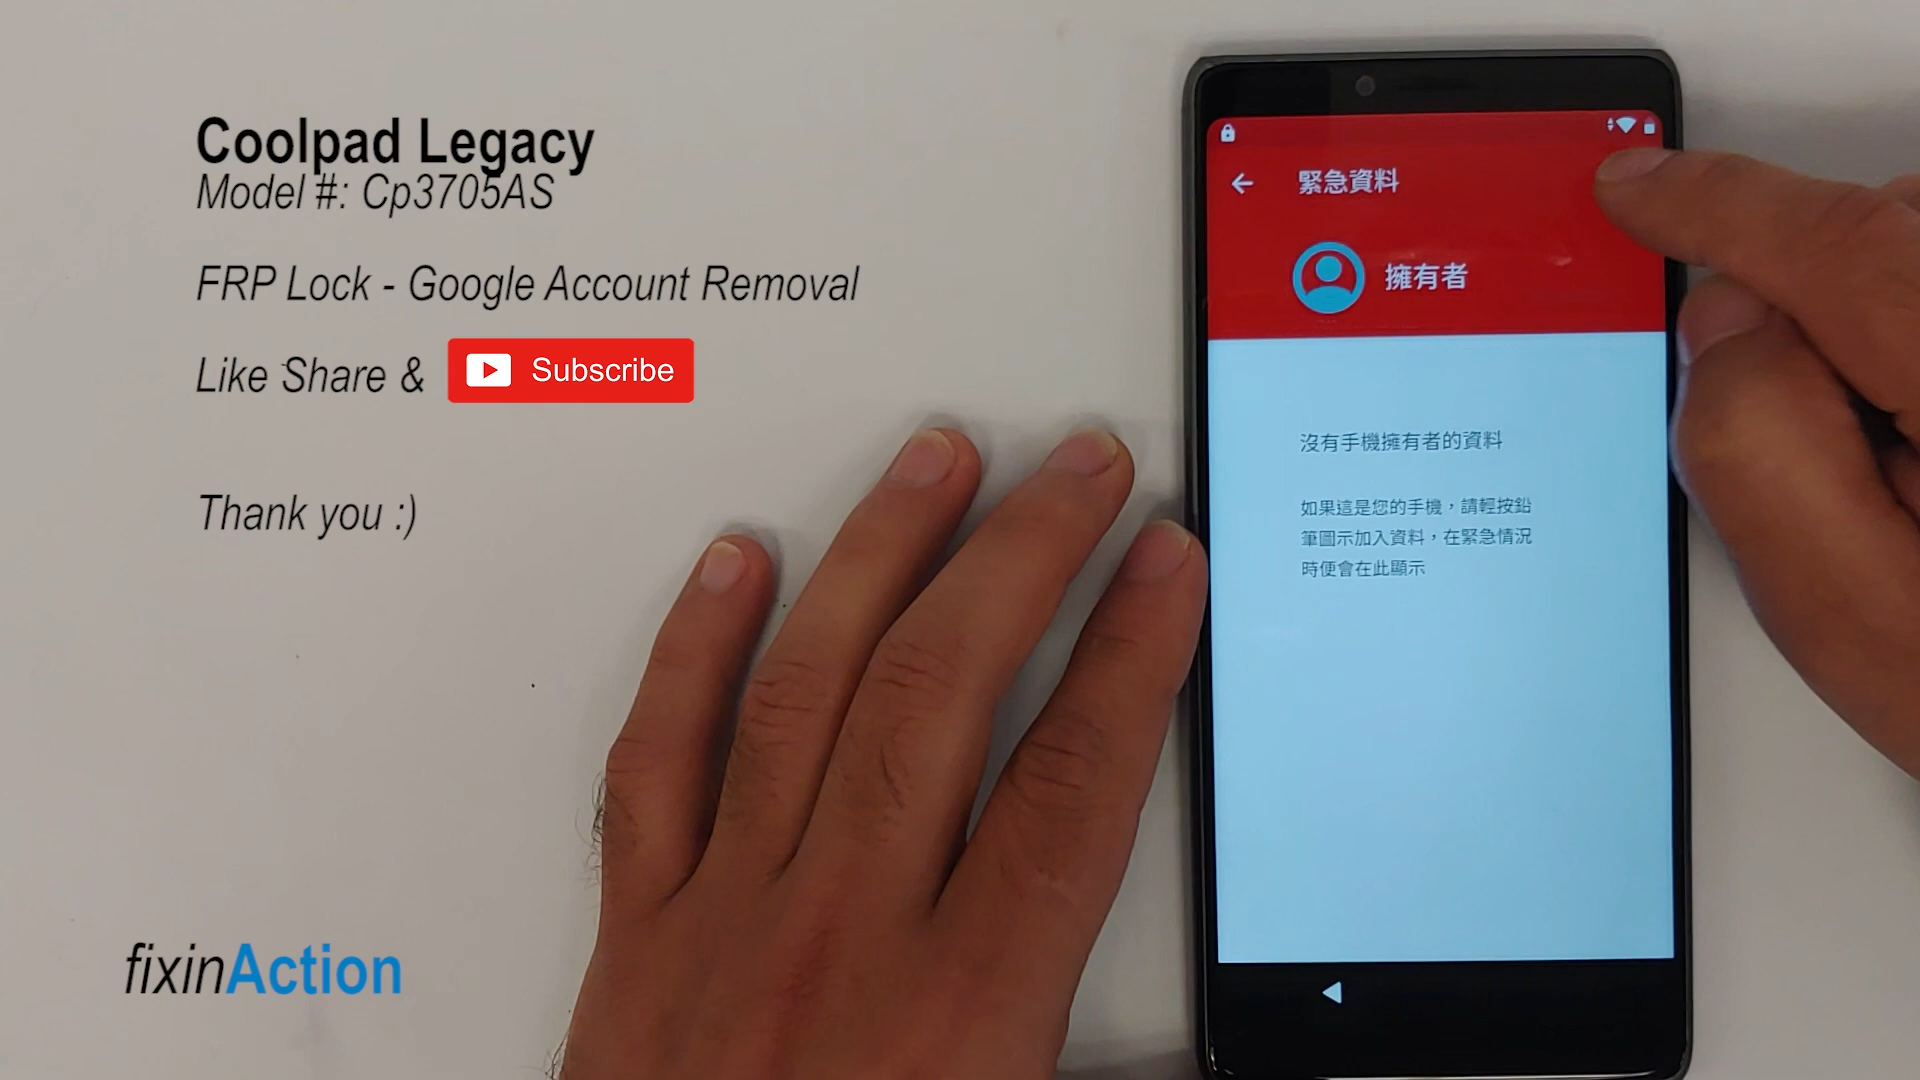 Coolpad Legacy
Model #: Cp3705AS
FRP Lock - Google Account Removal
Like Share &
Subscribe
Thank you :)
fixinAction
緊急資料
擁有者
沒有手機擁有者的資料
如果這是您的手機，請輕按鉛
筆圖示加入資料，在緊急情況
時便會在此顯示